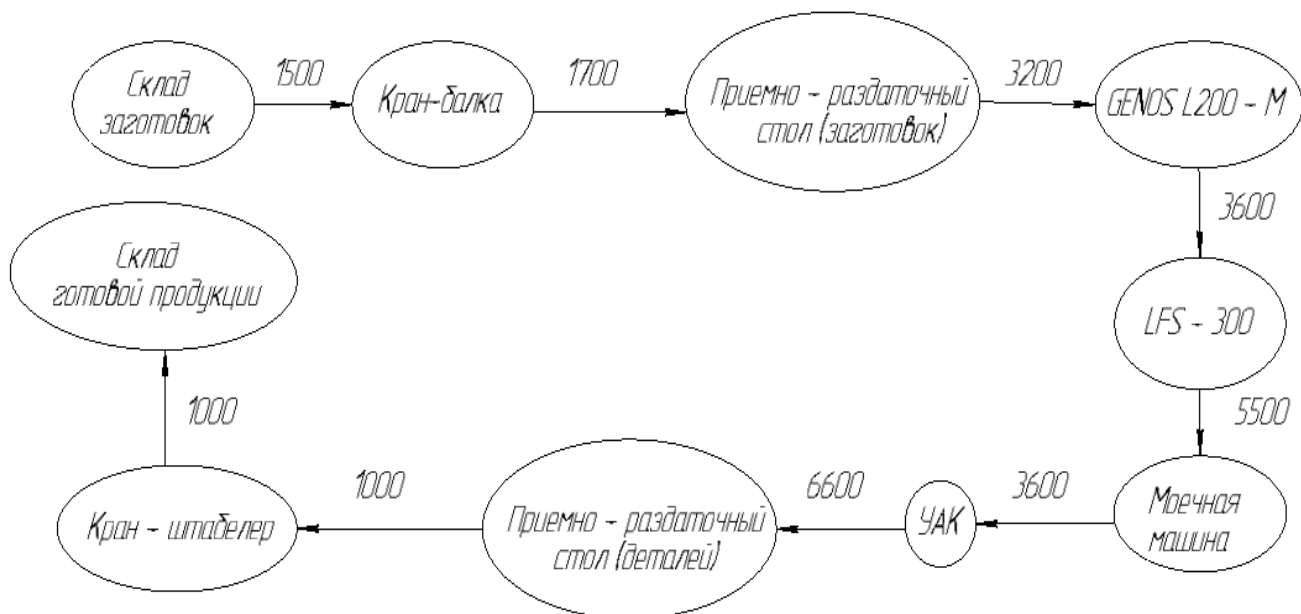 Склад
заготовок
1500
Кран-балка
1700
Приемно - раздаточный
стол (заготовок)
3200
GENOS L200 - M
3600
LFS - 300
5500
Моечная
машина
3600
УАК
6600
Приемно - раздаточный
стол (деталей)
1000
Кран - штабелер
1000
Склад
готовой продукции